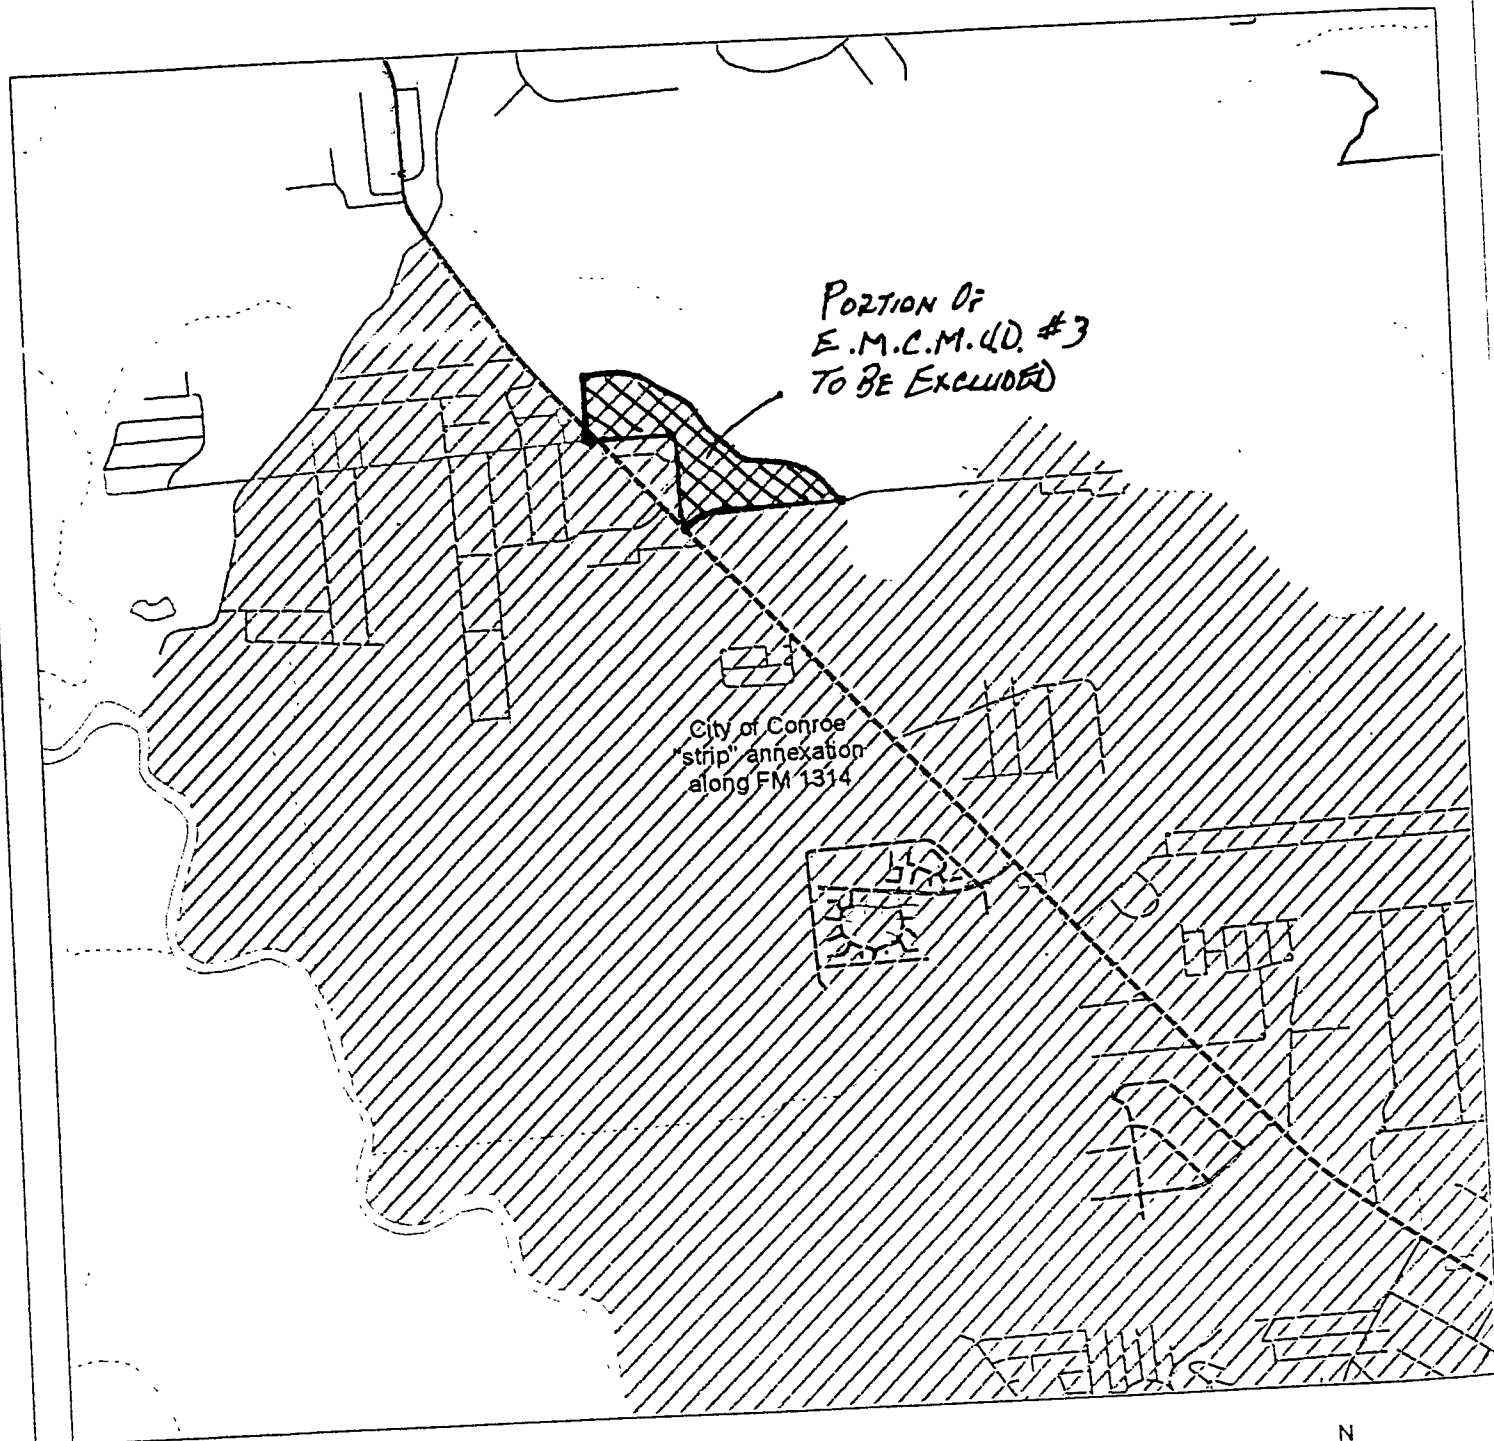 PORTION OF
E.M.C.M.U.D. #3
TO BE EXCLUDED
City of Conroe
"strip" annexation
along FM 1314
N